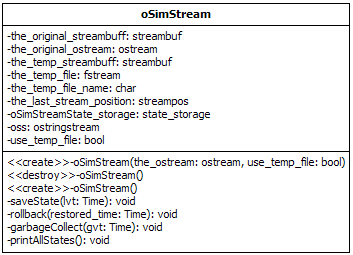 oSimStream
-the_original_streambuff: streambuf
-the_original_ostream: ostream
-the_temp_streambuff: streambuf
-the_temp_file: fstream
-the_temp_file_name: char
-the_last_stream_position: streampos
-oSimStreamState_storage: state_storage
-oss: ostringstream
-use_temp_file: bool
<<create>>-oSimStream(the_ostream: ostream, use_temp_file: bool)
<<destroy>>-oSimStream()
<<create>>-oSimStream()
-saveState(lvt: Time): void
-rollback(restored_time: Time): void
-garbageCollect(gvt: Time): void
-printAllStates(): void